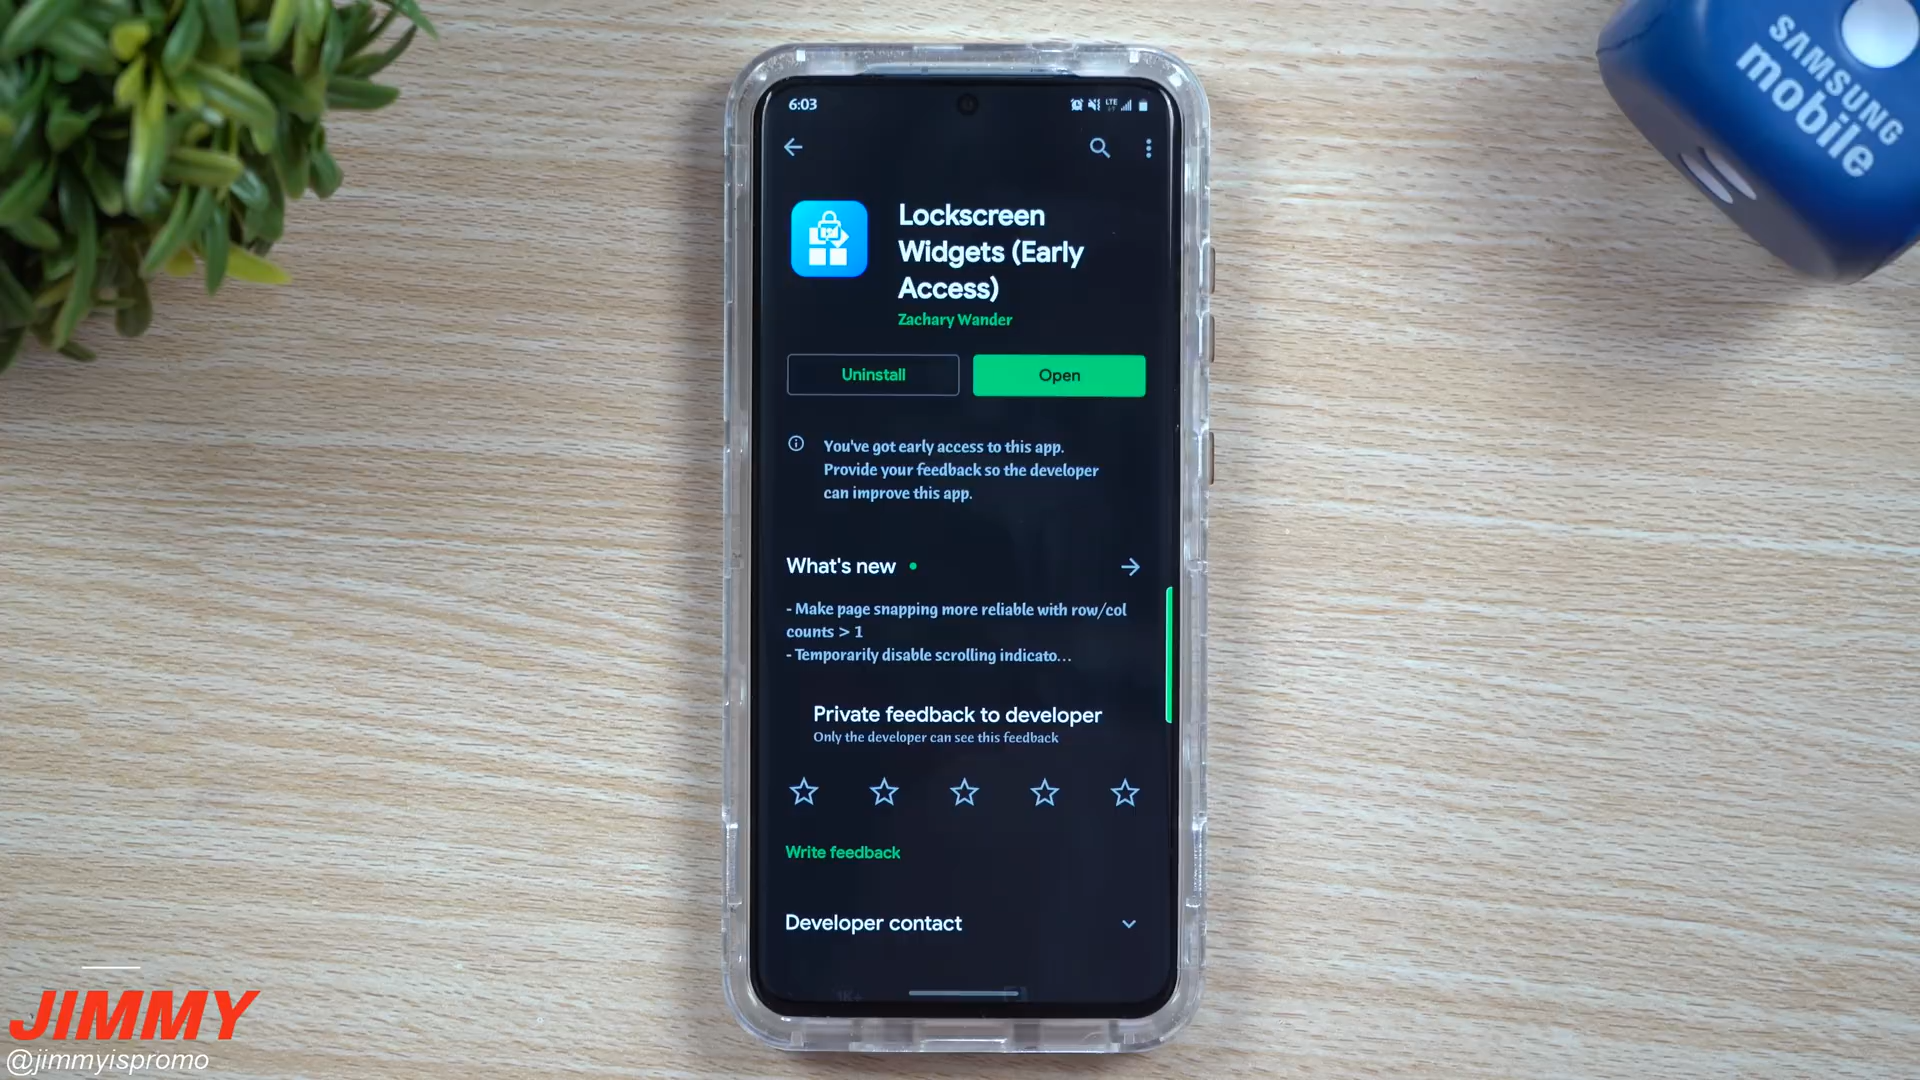 SAMSUNG
mobile
6:03
LTE
Lockscreen
Widgets (Early
Access)
Zachary Wander
Uninstall
Open
You've got early access to this app.
Provide your feedback so the developer
can improve this app.
What's new
- Make page snapping more reliable with row/col
counts > 1
- Temporarily disable scrolling indicato...
Private feedback to developer
Only the developer can see this feedback
Write feedback
Developer contact
1K+
JIMMY
@jimmyispromo